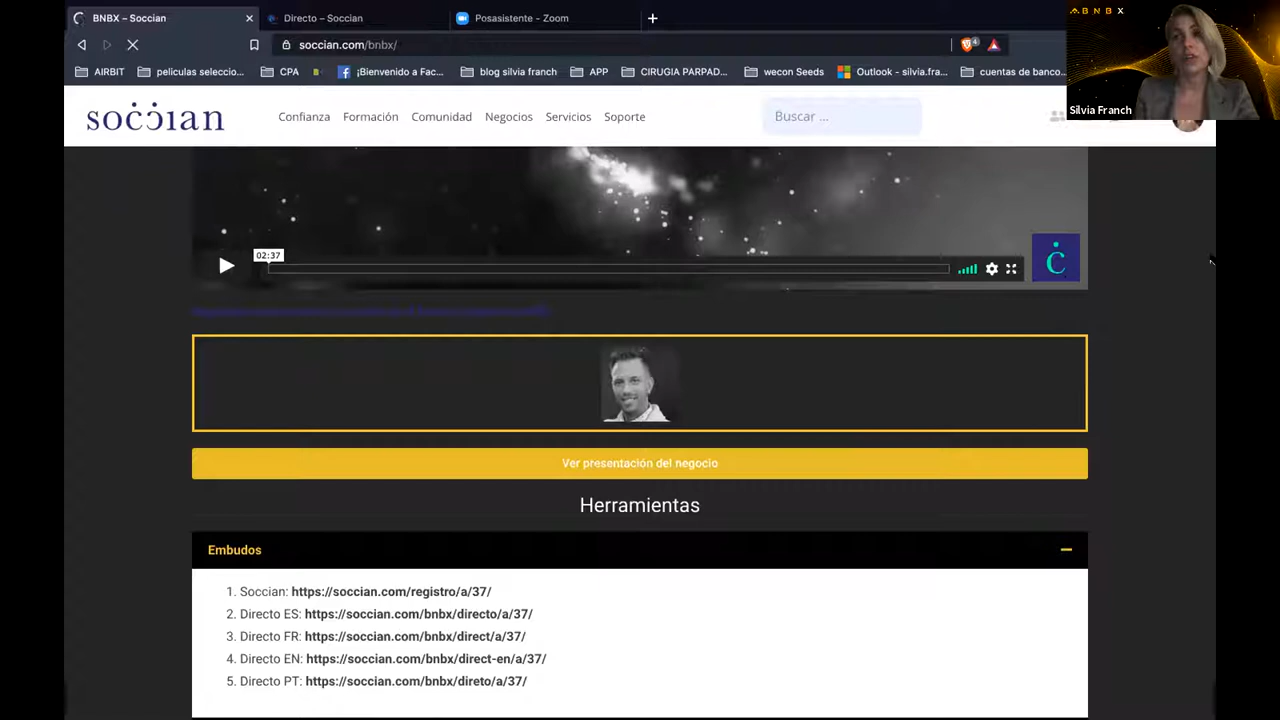 BNBX – Soccian
Directo – Soccian
Posasistente - Zoom
soccian.com/bnbx/
4
AIRBIT
peliculas seleccio...
CPA
¡Bienvenido a Fac...
blog silvia franch
APP
CIRUGIA PARPAD...
wecon Seeds
Outlook - silvia.fra...
cuentas de banco...
BNBX
Silvia Franch
soccian
Confianza
Formación
Comunidad
Negocios
Servicios
Soporte
Buscar ...
02:37
Ver presentación del negocio
Herramientas
Embudos
1. Soccian: https://soccian.com/registro/a/37/
2. Directo ES: https://soccian.com/bnbx/directo/a/37/
3. Directo FR: https://soccian.com/bnbx/direct/a/37/
4. Directo EN: https://soccian.com/bnbx/direct-en/a/37/
5. Directo PT: https://soccian.com/bnbx/direto/a/37/